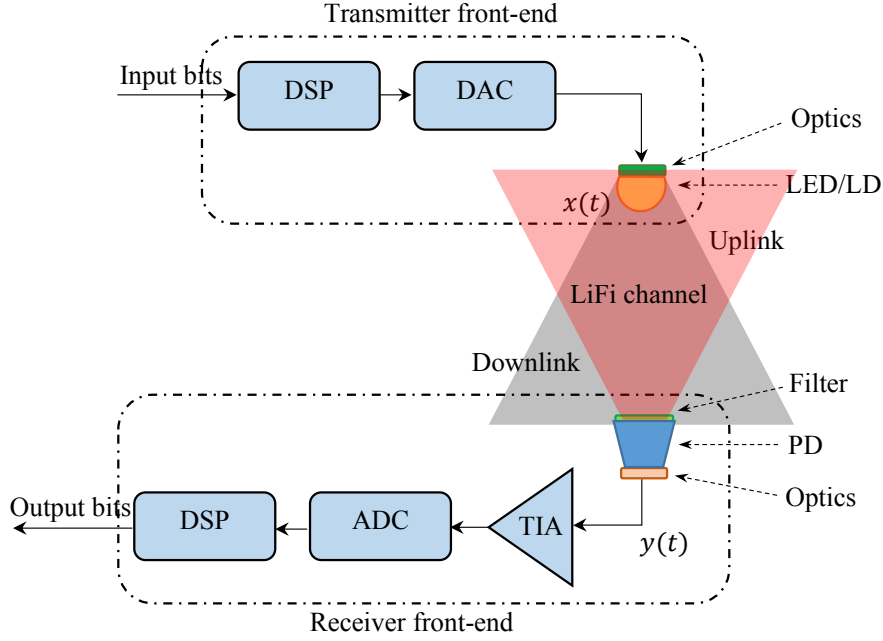 Transmitter front-end
Input bits
DSP
DAC
Optics
LED/LD
x(t)
Uplink
LiFi channel
Downlink
Filter
PD
Optics
Output bits
DSP
ADC
TIA
y(t)
Receiver front-end